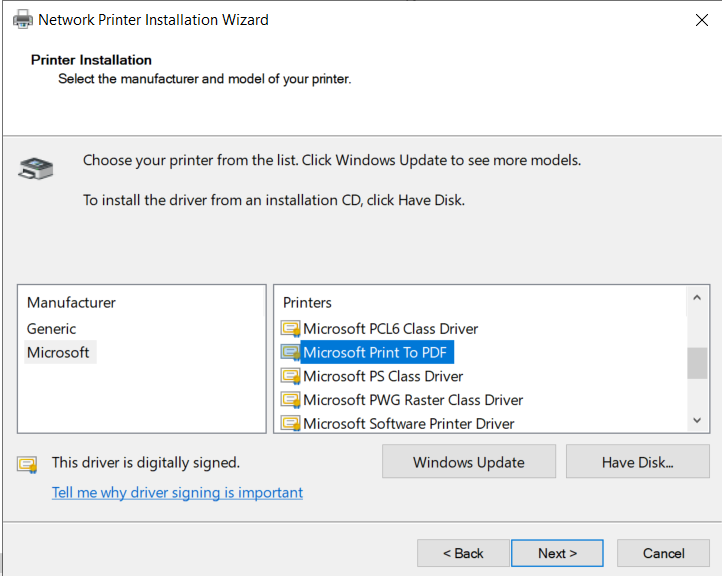 Network Printer Installation Wizard
Printer Installation
Select the manufacturer and model of your printer.
Choose your printer from the list. Click Windows Update to see more models.
To install the driver from an installation CD, click Have Disk.
Manufacturer
Generic
Microsoft
Printers
Microsoft PCL6 Class Driver
Microsoft Print To PDF
Microsoft PS Class Driver
Microsoft PWG Raster Class Driver
Microsoft Software Printer Driver
This driver is digitally signed.
Tell me why driver signing is important
Windows Update
Have Disk...
< Back
Next >
Cancel